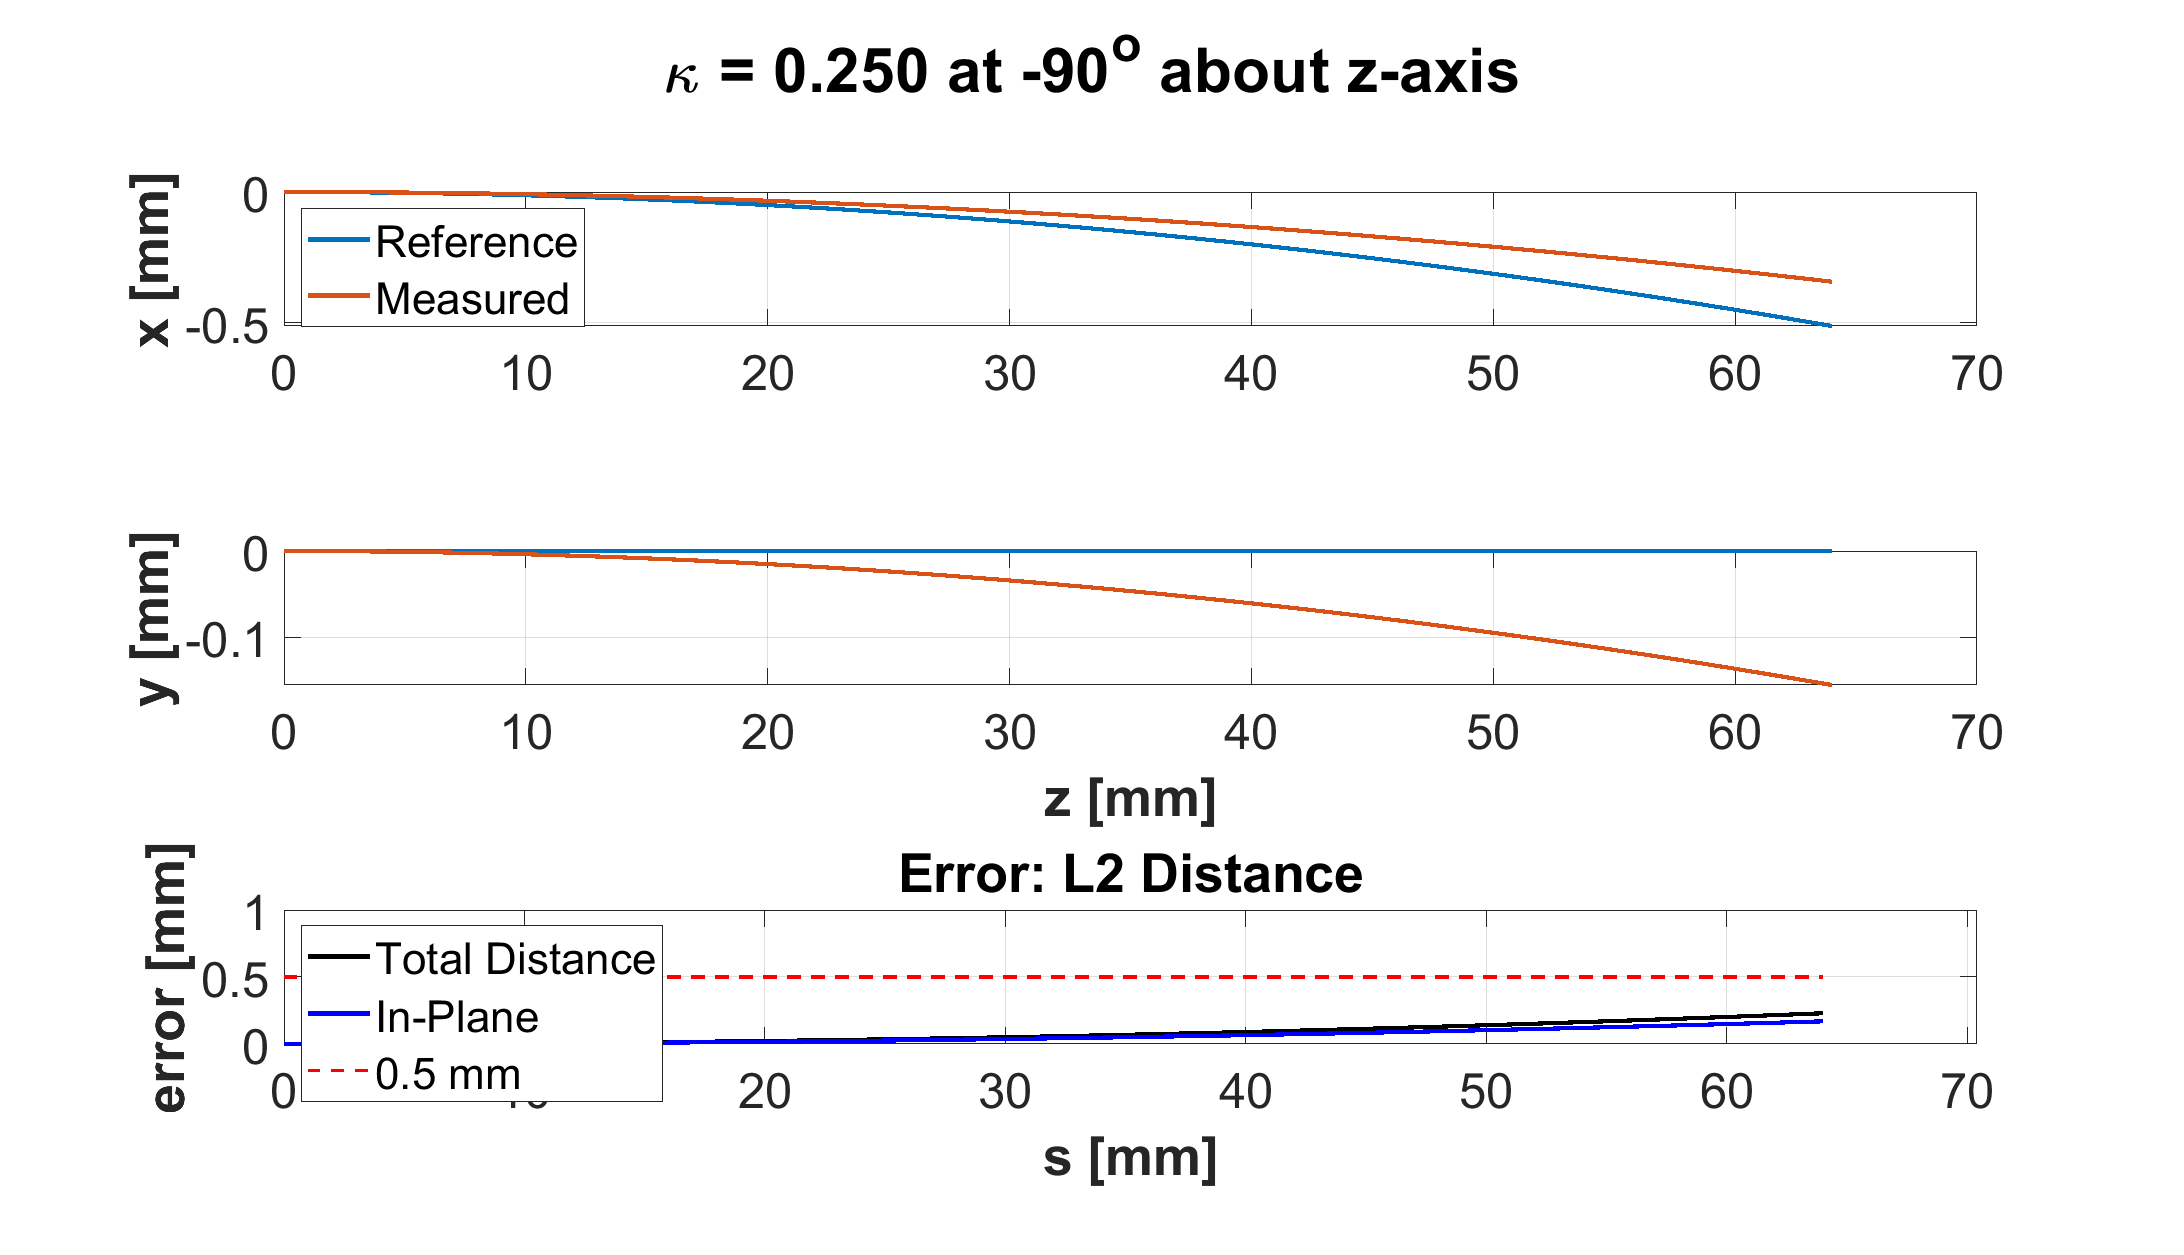 κ = 0.250 at -90° about z-axis
x [mm]
0
-0.5
Reference
Measured
0 10 20 30 40 50 60 70
y [mm]
0
-0.1
0 10 20 30 40 50 60 70
z [mm]
Error: L2 Distance
error [mm]
1
0.5
0
Total Distance
In-Plane
0.5 mm
0 20 30 40 50 60 70
s [mm]